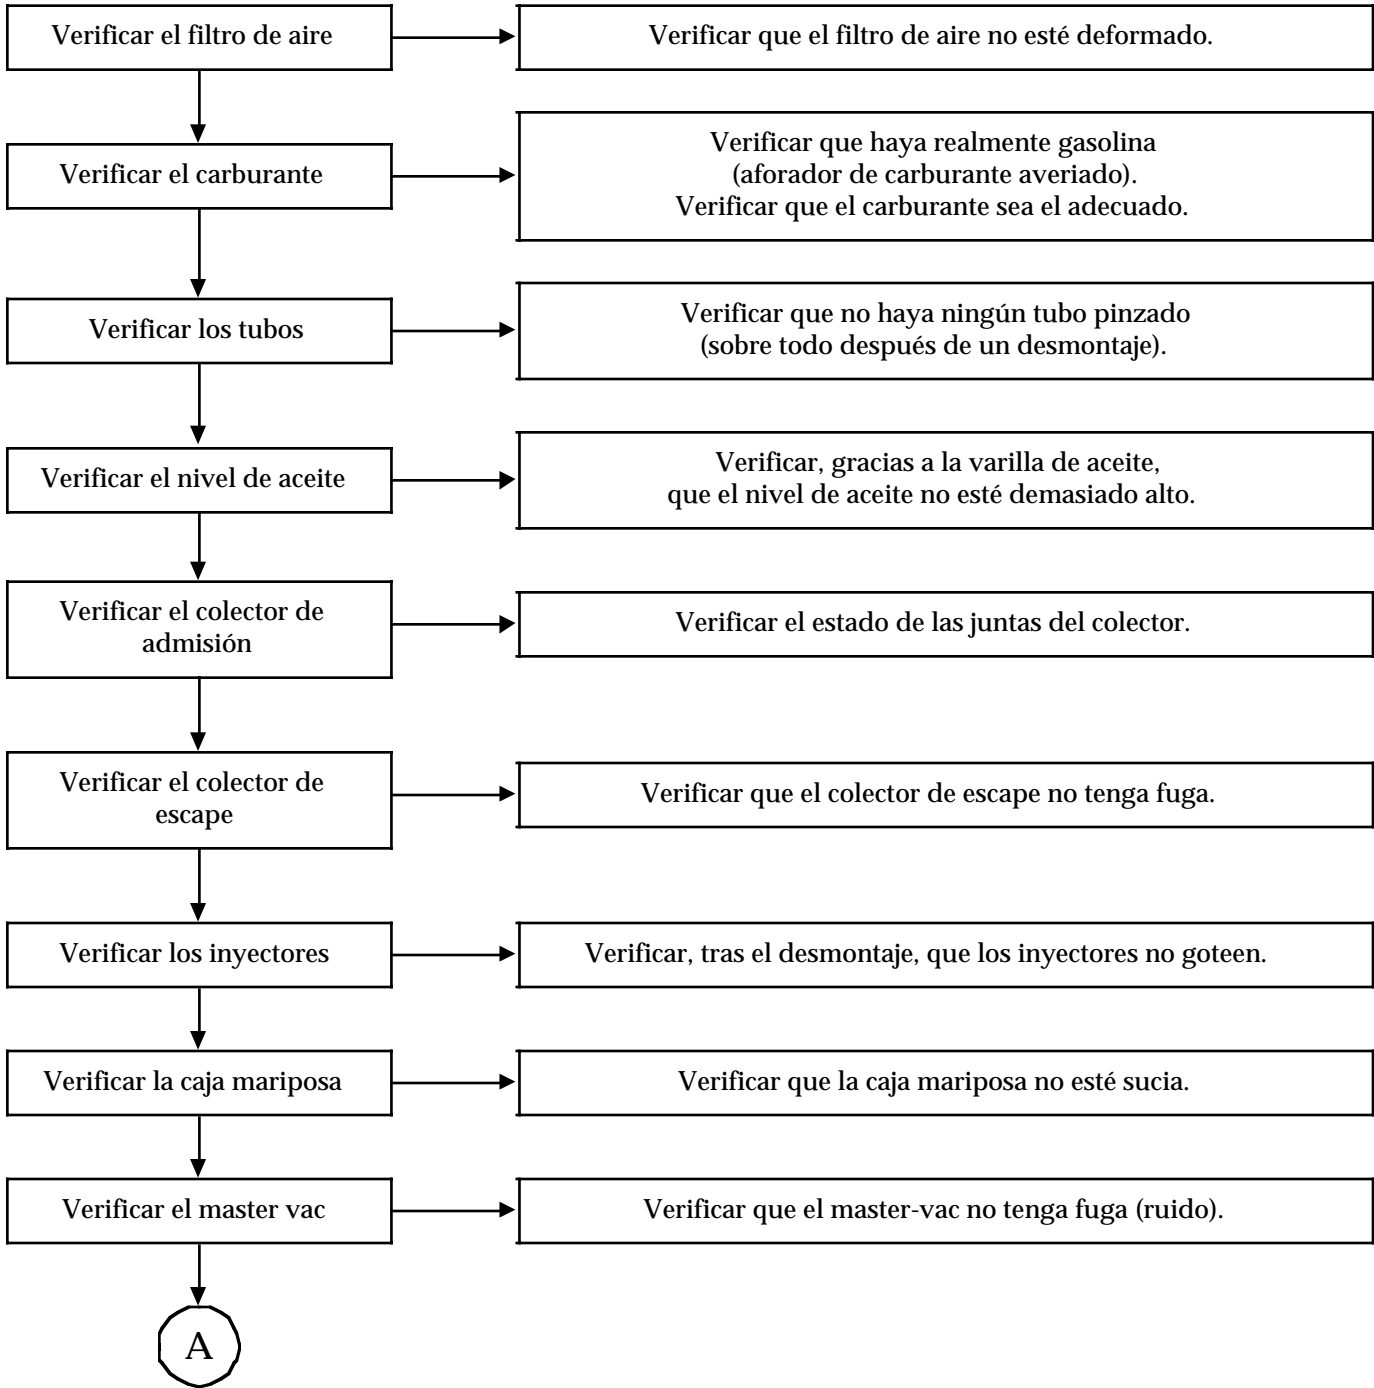 Verificar el filtro de aire
Verificar que el filtro de aire no esté deformado.
Verificar el carburante
Verificar que haya realmente gasolina
(aforador de carburante averiado).
Verificar que el carburante sea el adecuado.
Verificar los tubos
Verificar que no haya ningún tubo pinzado
(sobre todo después de un desmontaje).
Verificar el nivel de aceite
Verificar, gracias a la varilla de aceite,
que el nivel de aceite no esté demasiado alto.
Verificar el colector de
admisión
Verificar el estado de las juntas del colector.
Verificar el colector de
escape
Verificar que el colector de escape no tenga fuga.
Verificar los inyectores
Verificar, tras el desmontaje, que los inyectores no goteen.
Verificar la caja mariposa
Verificar que la caja mariposa no esté sucia.
Verificar el master vac
Verificar que el master-vac no tenga fuga (ruido).
A